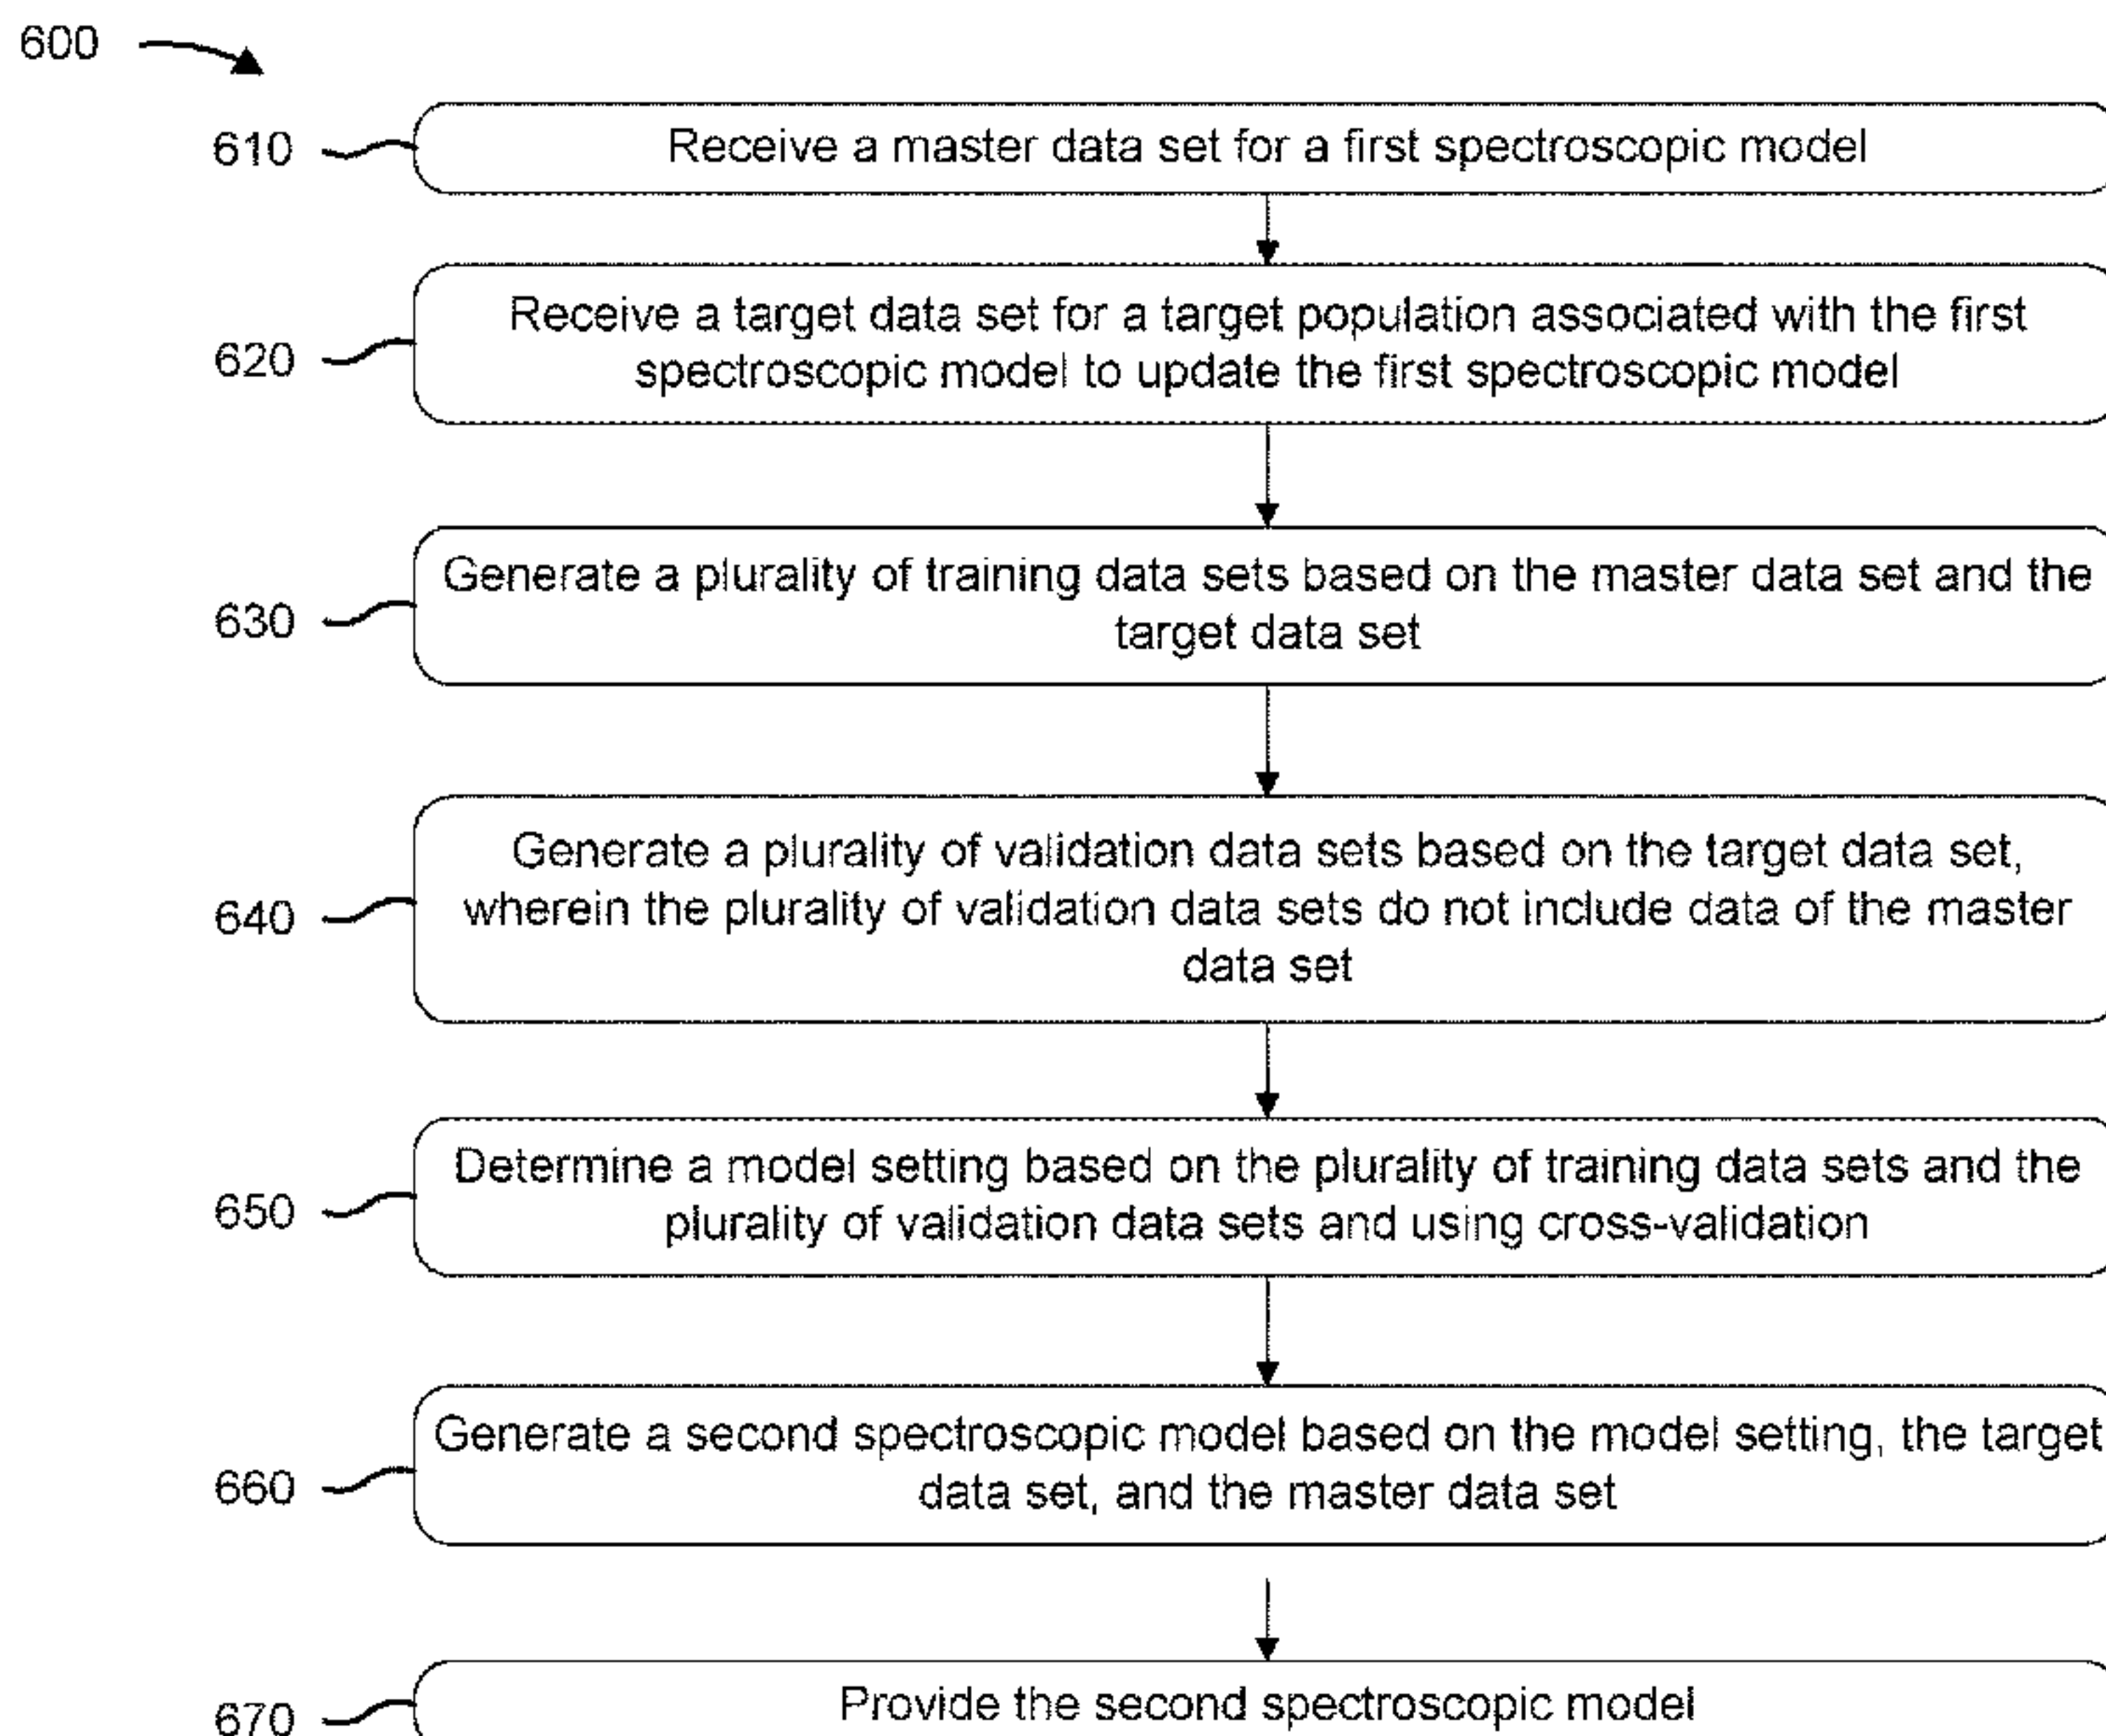 600
610
Receive a master data set for a first spectroscopic model
620
Receive a target data set for a target population associated with the first
spectroscopic model to update the first spectroscopic model
630
Generate a plurality of training data sets based on the master data set and the
target data set
640
Generate a plurality of validation data sets based on the target data set,
wherein the plurality of validation data sets do not include data of the master
data set
650
Determine a model setting based on the plurality of training data sets and the
plurality of validation data sets and using cross-validation
660
Generate a second spectroscopic model based on the model setting, the target
data set, and the master data set
670
Provide the second spectroscopic model